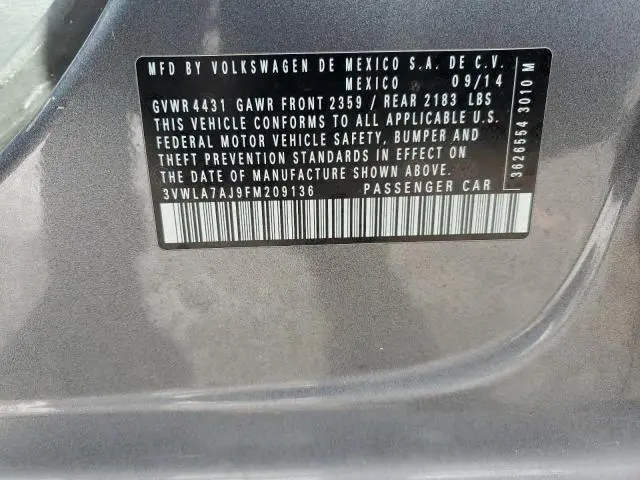 MFD BY VOLKSWAGEN DE MEXICO S.A. DE C.V.
MEXICO 09/14
GVWR 4431 GAWR FRONT 2359 / REAR 2183 LBS
THIS VEHICLE CONFORMS TO ALL APPLICABLE U.S.
FEDERAL MOTOR VEHICLE SAFETY, BUMPER AND
THEFT PREVENTION STANDARDS IN EFFECT ON
THE DATE OF MANUFACTURE SHOWN ABOVE.
3VWLA7AJ9FM209136 PASSENGER CAR
3626554 3010 M